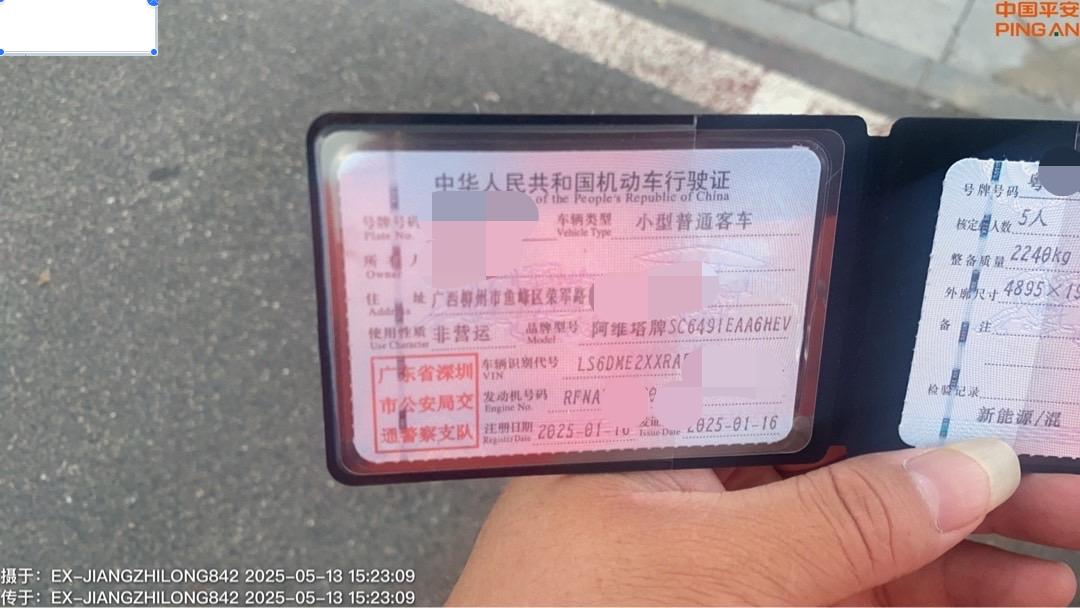 中国平安
PING AN
中华人民共和国机动车行驶证
of the People's Republic of China
号牌号码
Plate No.
车辆类型
Vehicle Type
小型普通客车
所
Owner
住 址
Address
广西柳州市鱼峰区荣军路
使用性质
Use Character
非营运
品牌型号
Model
阿维塔牌SC6491EAA6HEV
广东省深圳
市公安局交
通警察支队
车辆识别代号
VIN
LS6DME2XXRA
发动机号码
Engine No.
RFNA
注册日期
Register Date
2025-01-16
Issue Date
2025-01-16
号牌号码
粤
核定人数
5人
整备质量
2240kg
外廓尺寸
4895×19
备 注
检验记录
新能源/混
摄于：EX-JIANGZHILONG842 2025-05-13 15:23:09
传于：EX-JIANGZHILONG842 2025-05-13 15:23:09